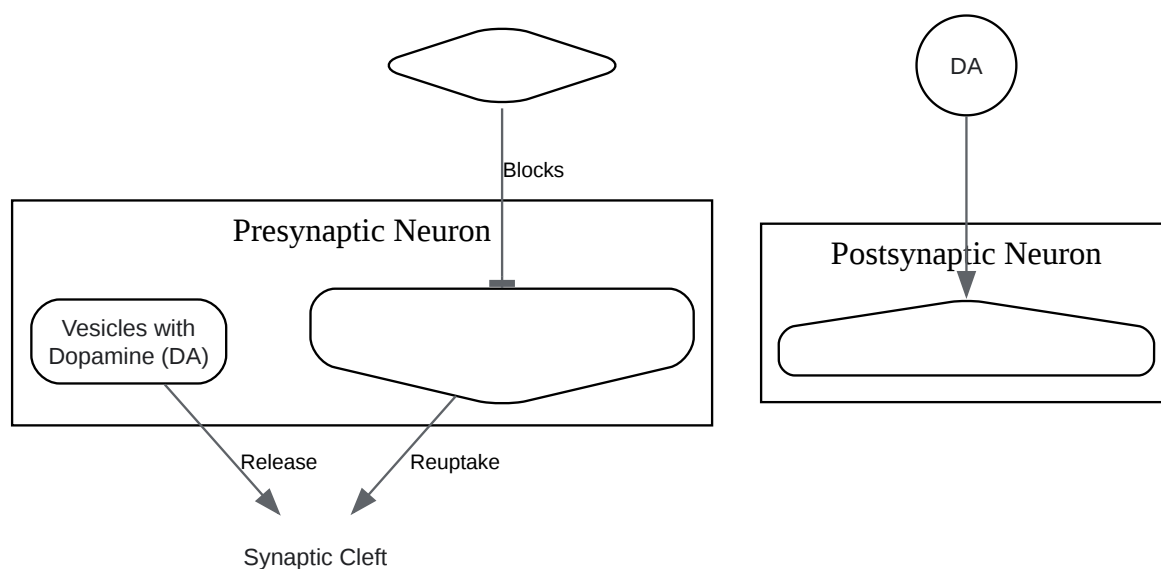 DA
Blocks
Presynaptic Neuron
Postsynaptic Neuron
Vesicles with
Dopamine (DA)
Release
Reuptake
Synaptic Cleft